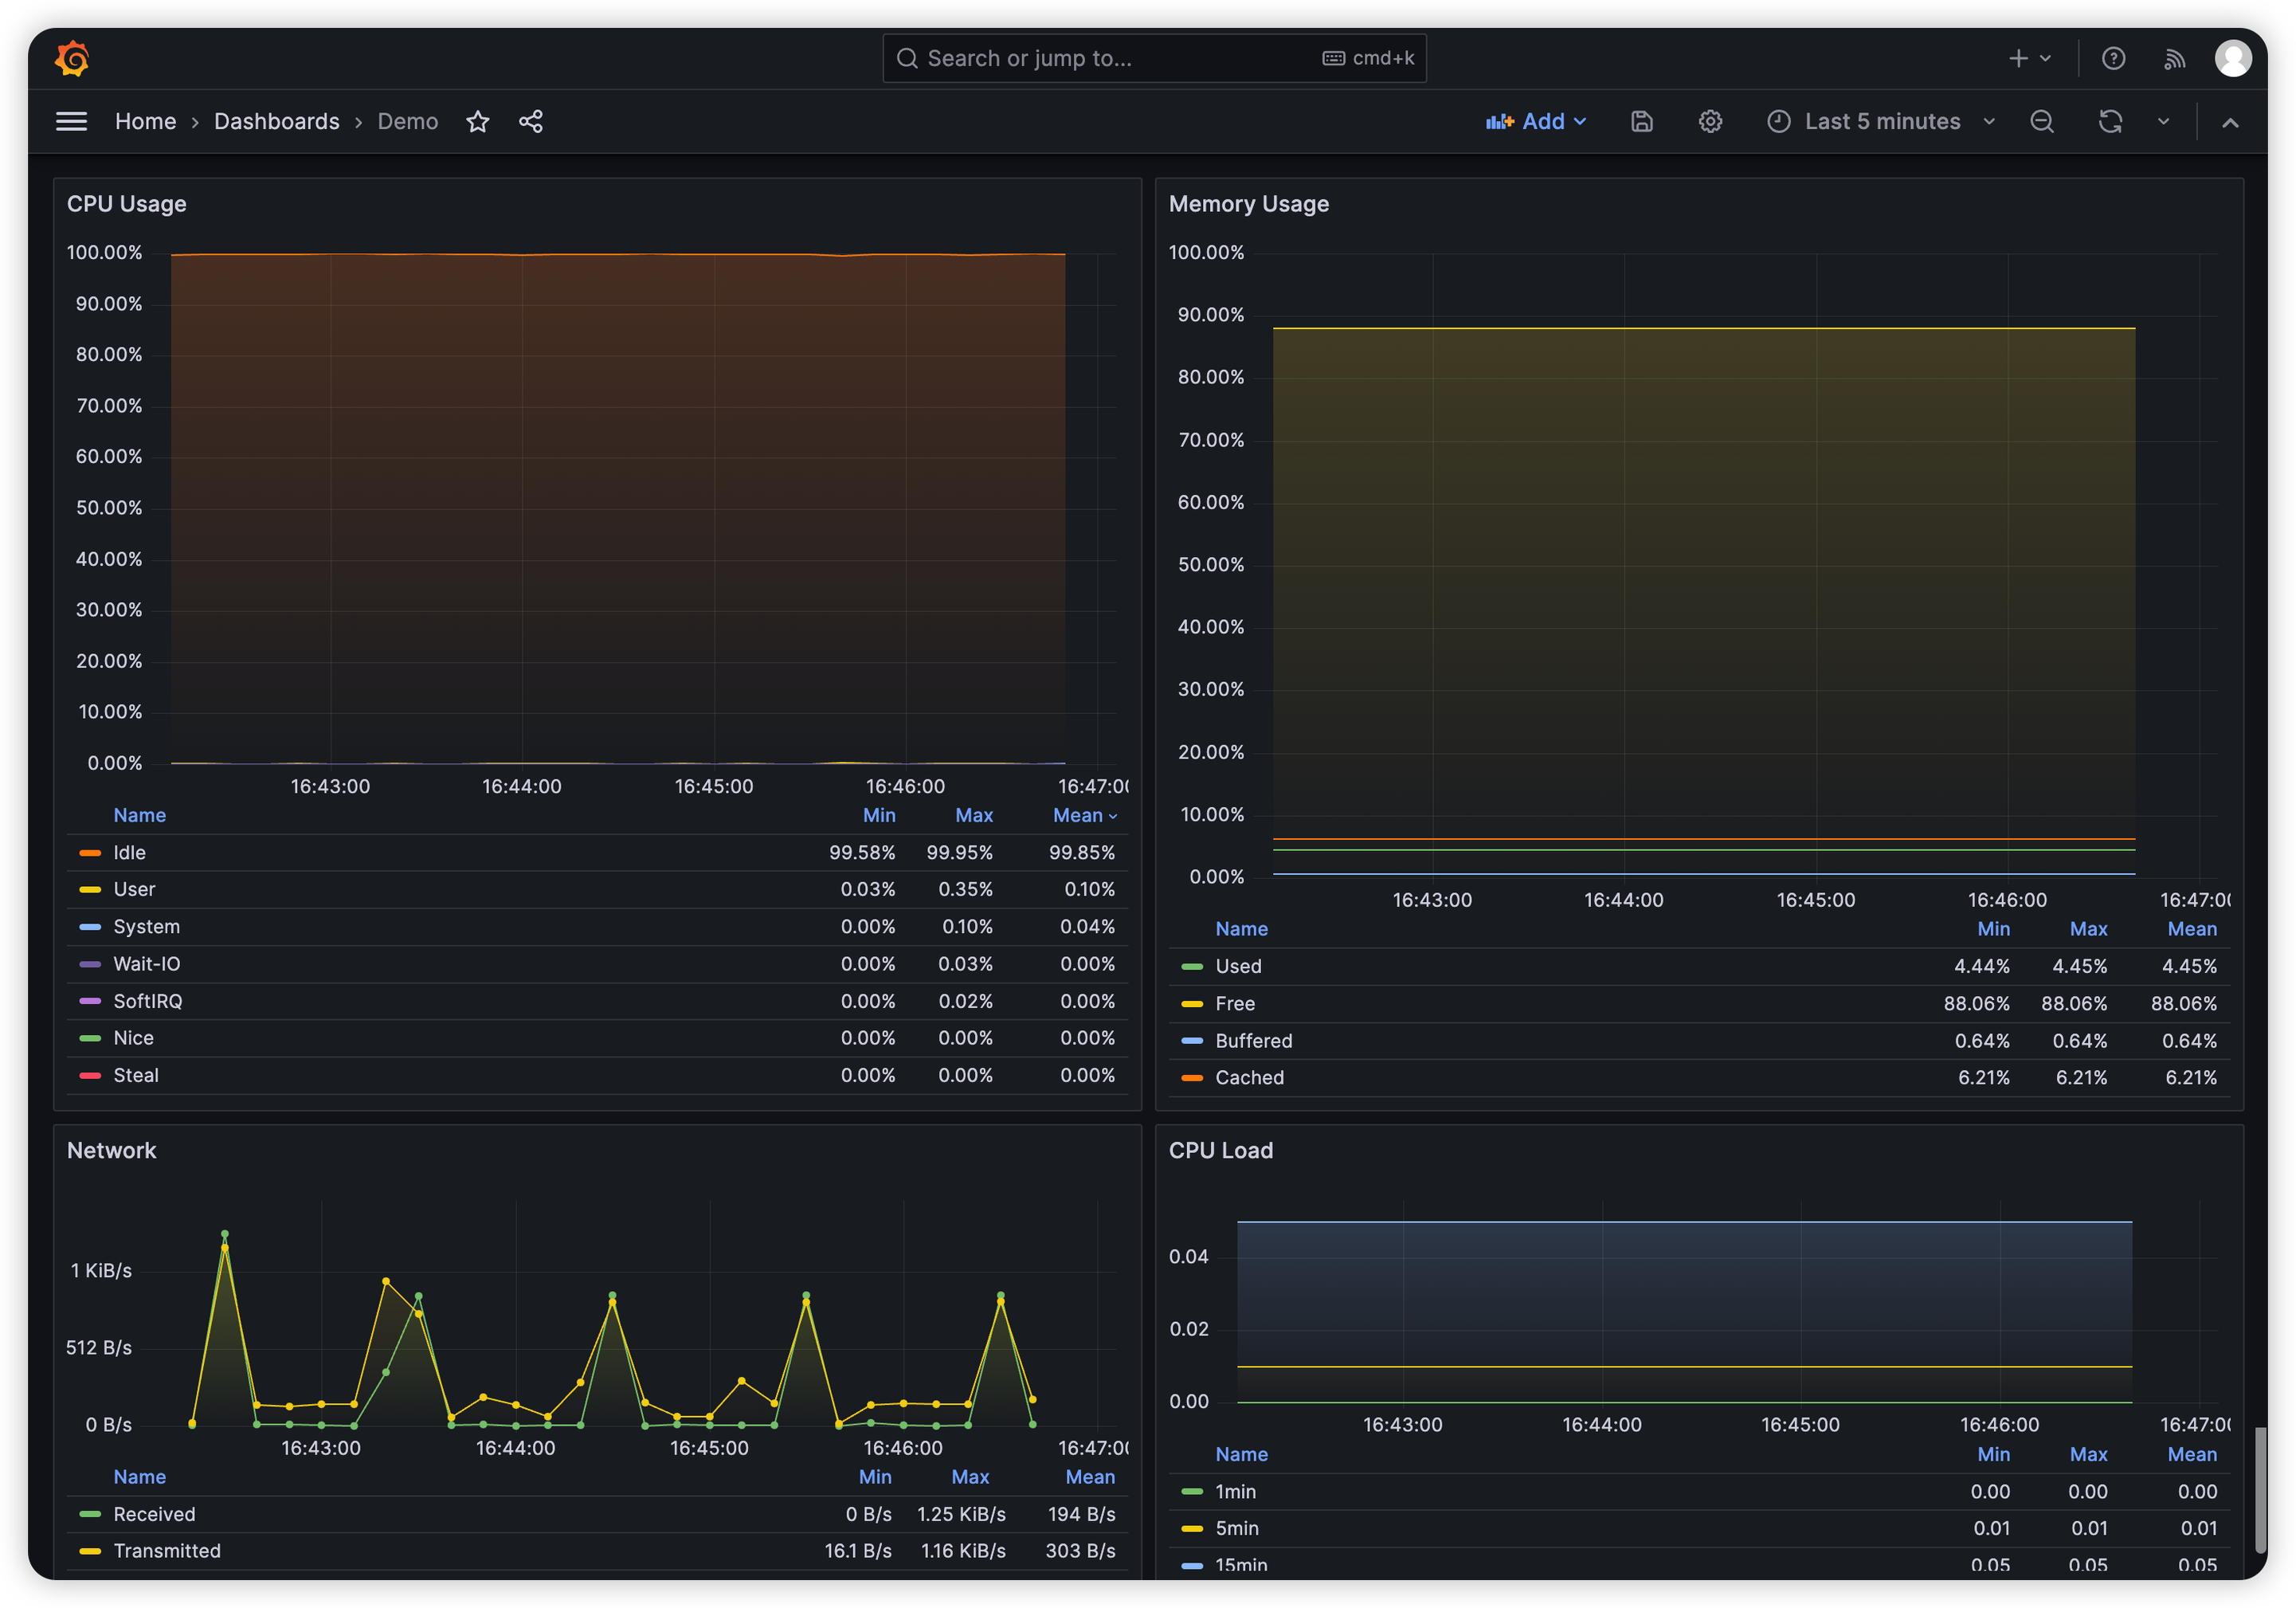 Search or jump to... cmd+k
Home › Dashboards › Demo Add Last 5 minutes
CPU Usage
100.00%
90.00%
80.00%
70.00%
60.00%
50.00%
40.00%
30.00%
20.00%
10.00%
0.00%
16:43:00 16:44:00 16:45:00 16:46:00 16:47:0
Name Min Max Mean
Idle 99.58% 99.95% 99.85%
User 0.03% 0.35% 0.10%
System 0.00% 0.10% 0.04%
Wait-IO 0.00% 0.03% 0.00%
SoftIRQ 0.00% 0.02% 0.00%
Nice 0.00% 0.00% 0.00%
Steal 0.00% 0.00% 0.00%
Memory Usage
100.00%
90.00%
80.00%
70.00%
60.00%
50.00%
40.00%
30.00%
20.00%
10.00%
0.00%
16:43:00 16:44:00 16:45:00 16:46:00 16:47:0
Name Min Max Mean
Used 4.44% 4.45% 4.45%
Free 88.06% 88.06% 88.06%
Buffered 0.64% 0.64% 0.64%
Cached 6.21% 6.21% 6.21%
Network
1 KiB/s
512 B/s
0 B/s
16:43:00 16:44:00 16:45:00 16:46:00 16:47:0
Name Min Max Mean
Received 0 B/s 1.25 KiB/s 194 B/s
Transmitted 16.1 B/s 1.16 KiB/s 303 B/s
CPU Load
0.04
0.02
0.00
16:43:00 16:44:00 16:45:00 16:46:00 16:47:0
Name Min Max Mean
1min 0.00 0.00 0.00
5min 0.01 0.01 0.01
15min 0.05 0.05 0.05